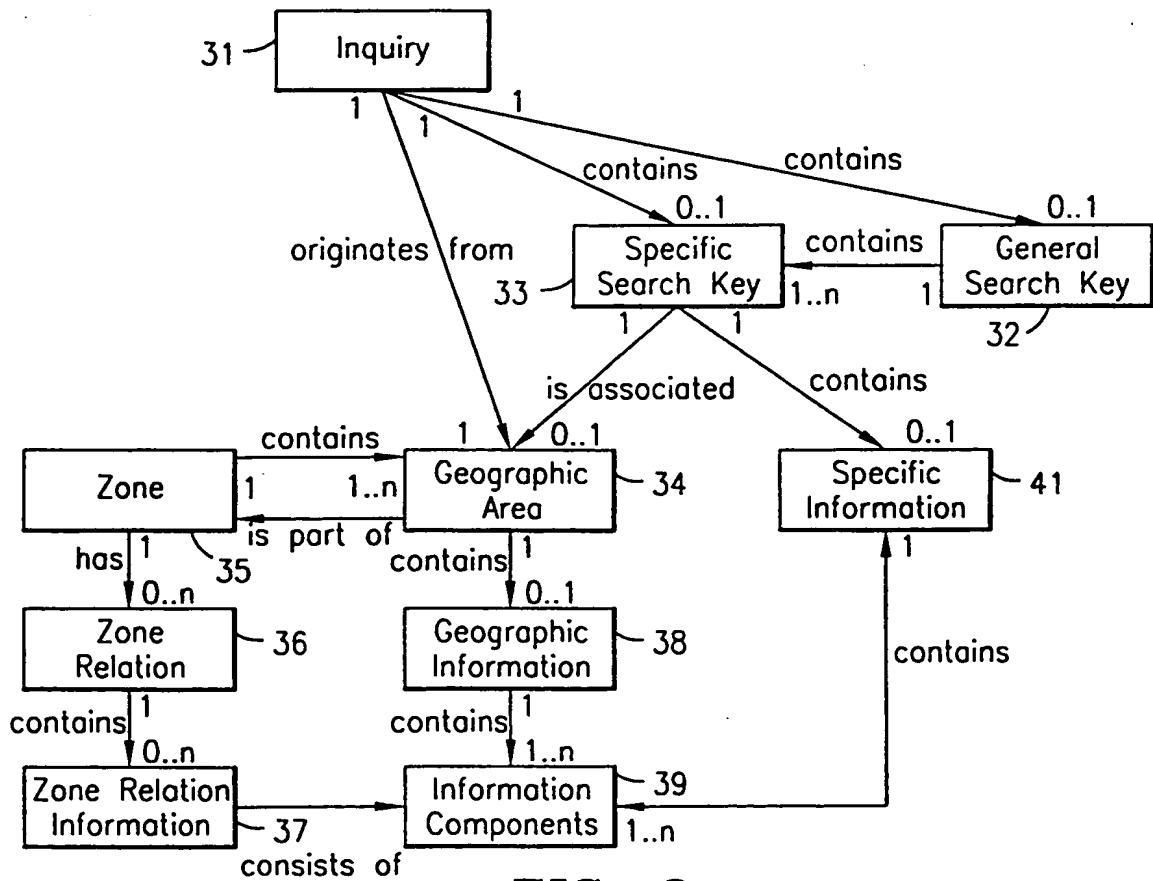 31
Inquiry
1
1
1
contains
contains
0..1
0..1
originates from
Specific
Search Key
contains
General
Search Key
33
1..n
1
32
1
1
is associated
contains
contains
1
0..1
0..1
Zone
1
1..n
Geographic
Area
34
Specific
Information
41
is part of
has
1
35
contains
1
1
0..n
0..1
Zone
Relation
36
Geographic
Information
38
contains
contains
1
contains
1
0..n
1..n
Zone Relation
Information
37
Information
Components
39
1..n
consists of